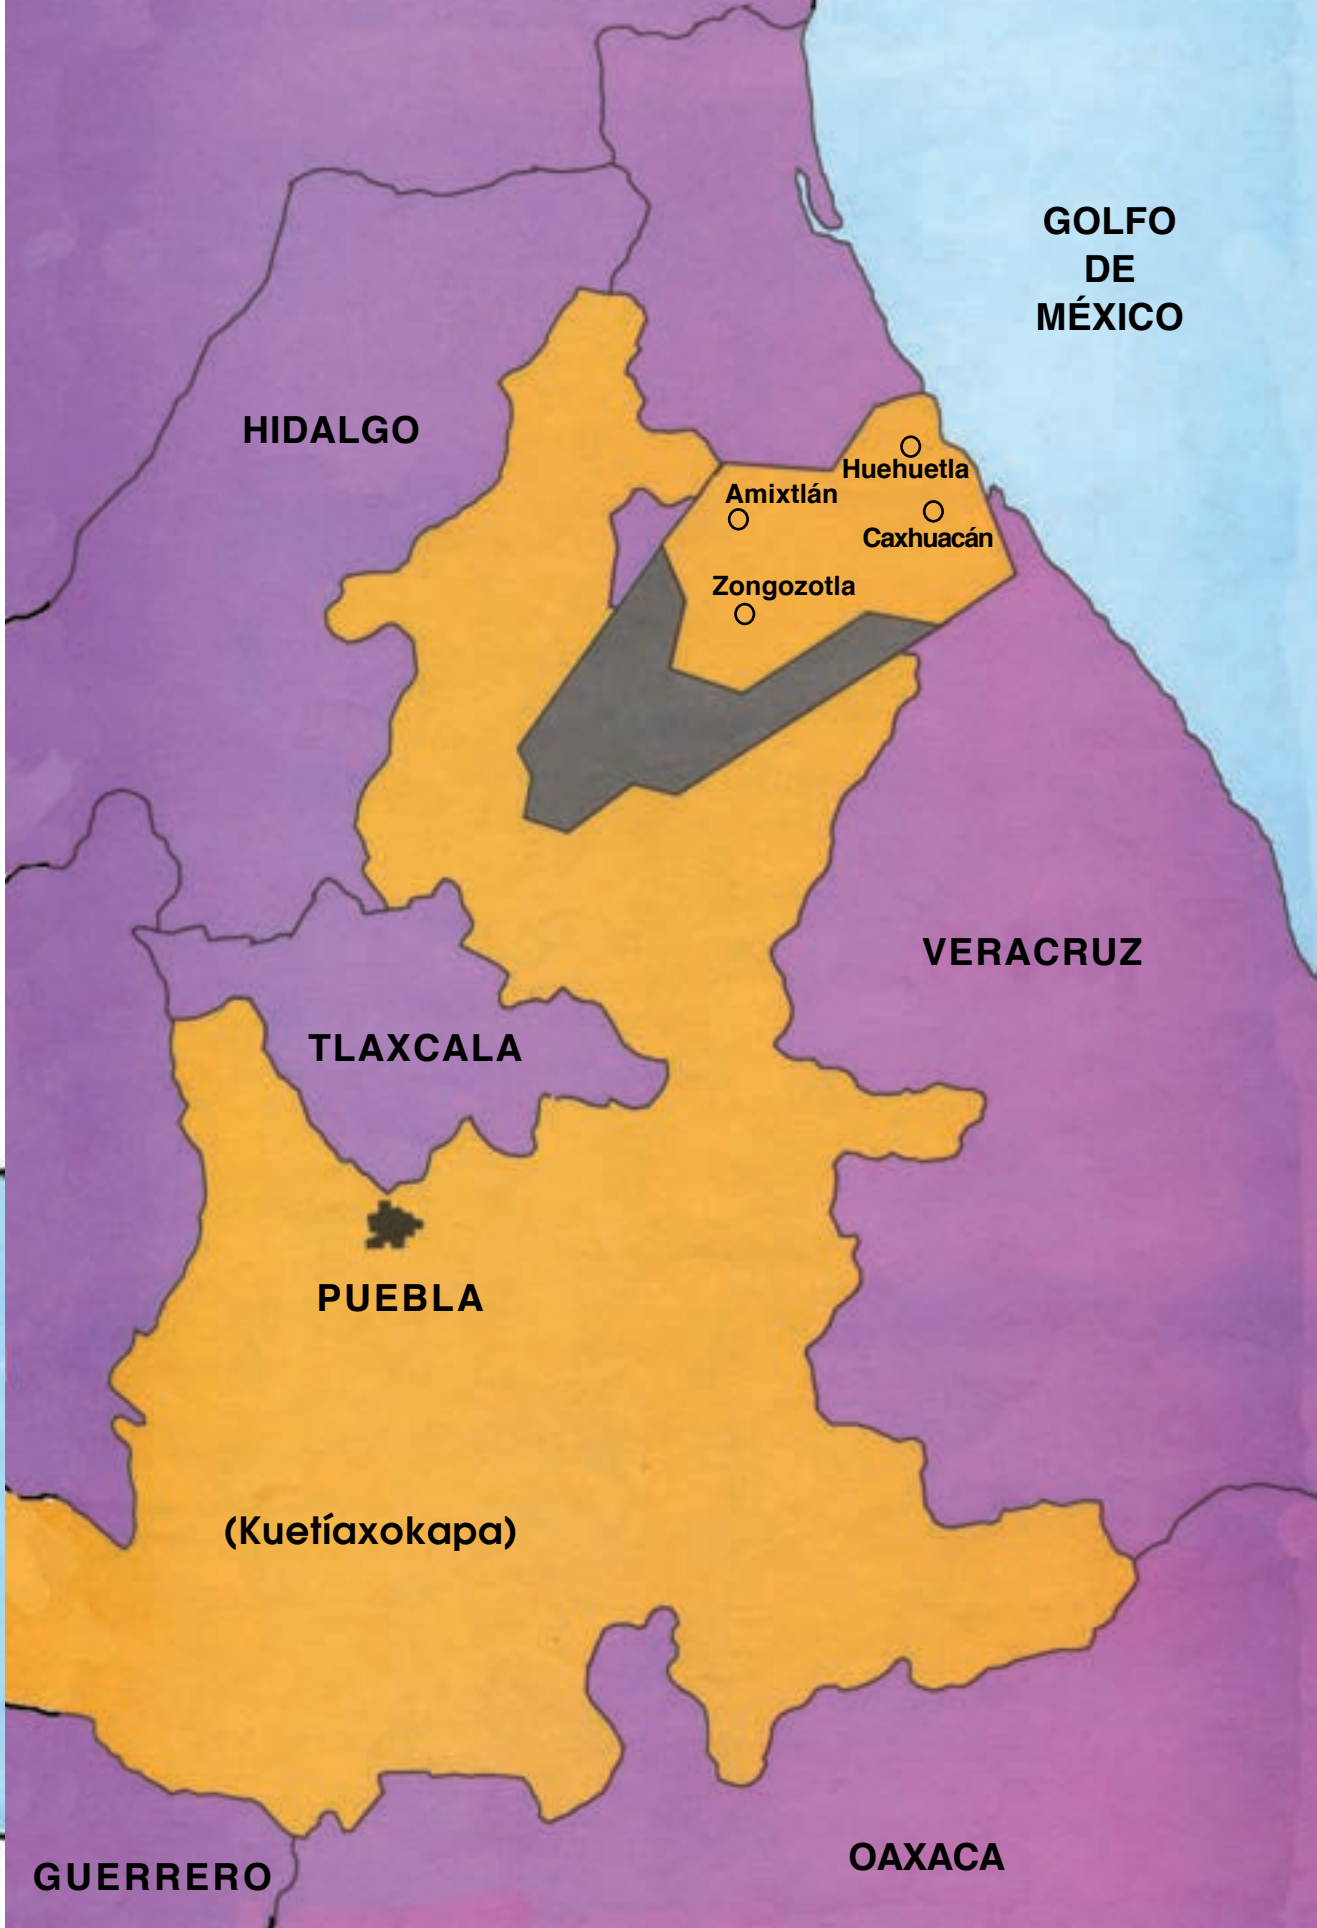 GOLFO
DE
MÉXICO
HIDALGO
Huehuetla
Amixtlán
Caxhuacán
Zongozotla
VERACRUZ
TLAXCALA
PUEBLA
(Kuetíaxokapa)
OAXACA
GUERRERO